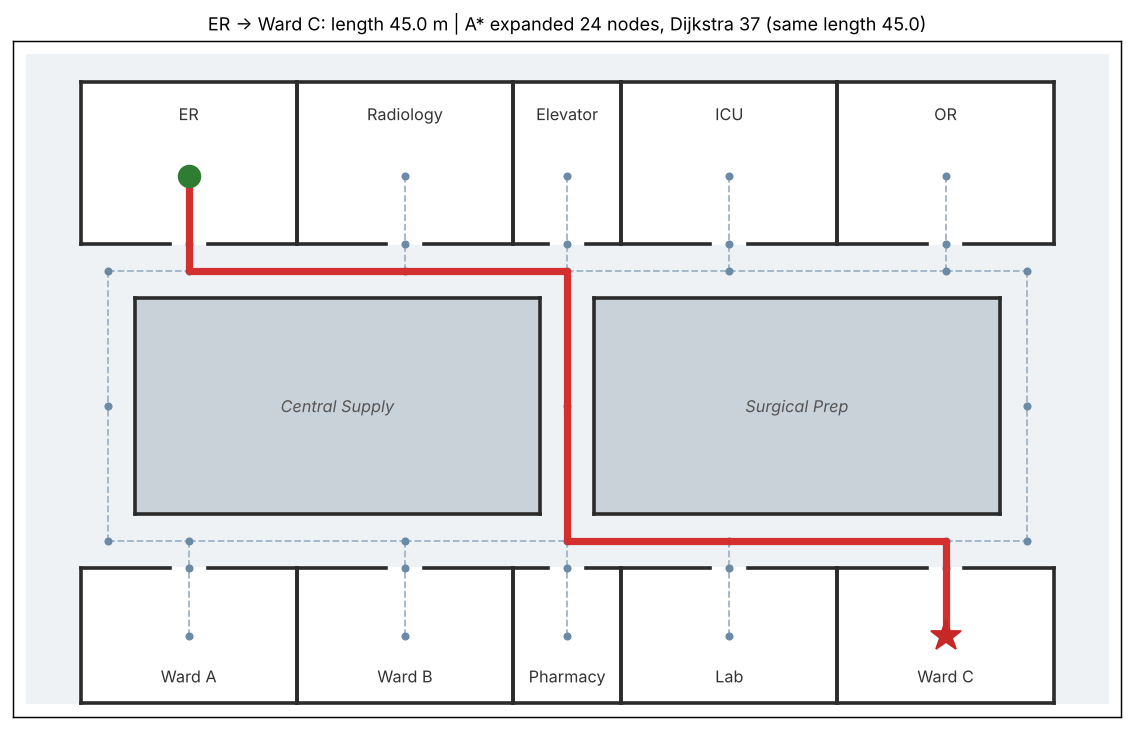 ER → Ward C: length 45.0 m | A* expanded 24 nodes, Dijkstra 37 (same length 45.0)
ER
Radiology
Elevator
ICU
OR
Central Supply
Surgical Prep
Ward A
Ward B
Pharmacy
Lab
Ward C